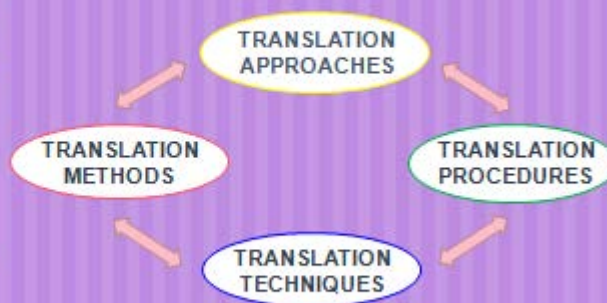 TRANSLATION
APPROACHES
TRANSLATION
METHODS
TRANSLATION
PROCEDURES
TRANSLATION
TECHNIQUES